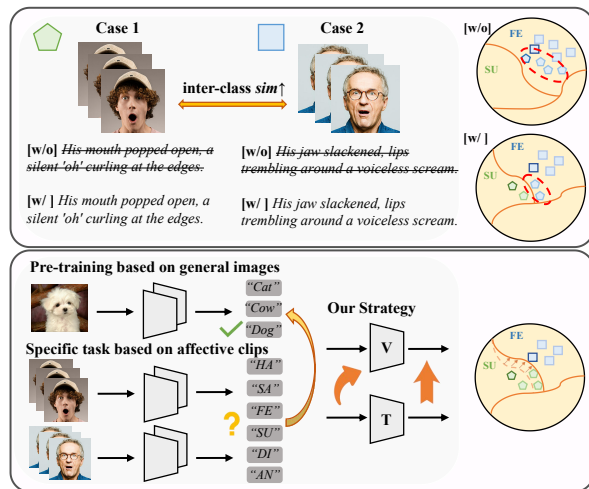 Case 1
Case 2
inter-class sim↑
[w/o] His mouth popped open, a
silent 'oh' curling at the edges.
[w/ ] His mouth popped open, a
silent 'oh' curling at the edges.
[w/o] His jaw slackened, lips
trembling around a voiceless scream.
[w/ ] His jaw slackened, lips
trembling around a voiceless scream.
[w/o]
FE
SU
[w/ ]
FE
SU
Pre-training based on general images
"Cat"
"Cow"
"Dog"
Specific task based on affective clips
"HA"
"SA"
"FE"
"SU"
"DI"
"AN"
?
Our Strategy
V
T
FE
SU